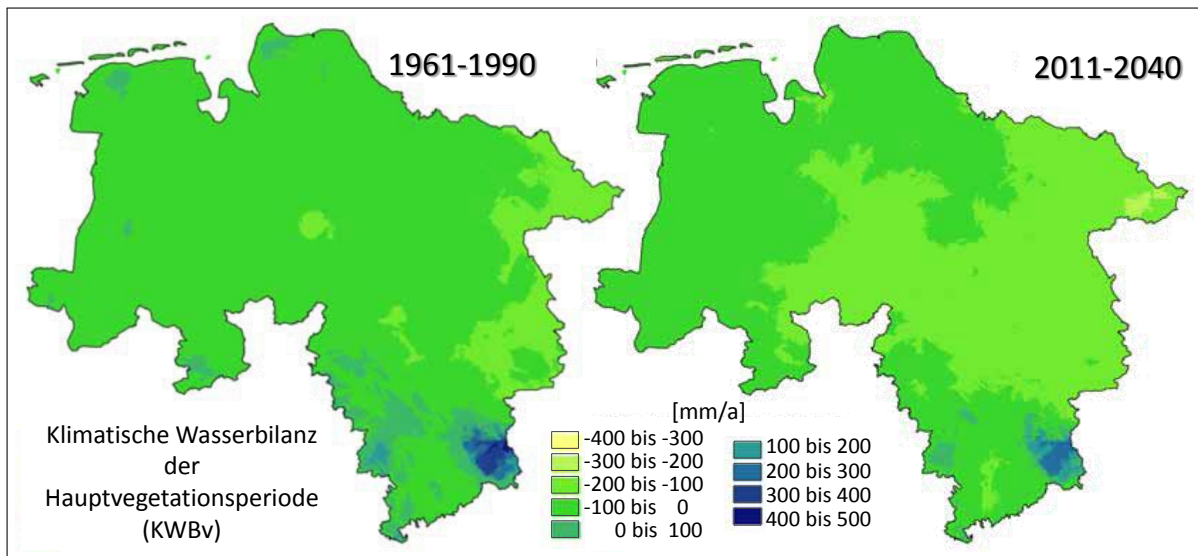 1961-1990
2011-2040
Klimatische Wasserbilanz
der
Hauptvegetationsperiode
(KWBv)
[mm/a]
-400 bis -300
-300 bis -200
-200 bis -100
-100 bis 0
0 bis 100
100 bis 200
200 bis 300
300 bis 400
400 bis 500